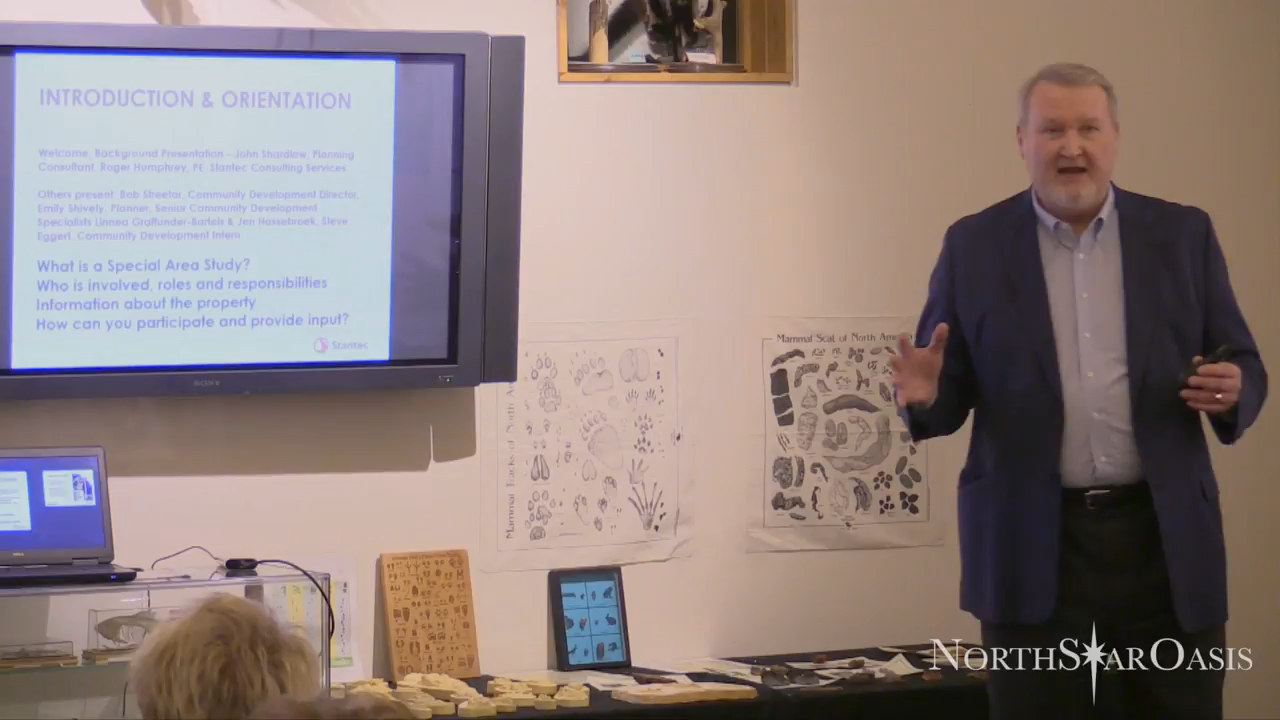 INTRODUCTION & ORIENTATION
Welcome, Background Presentation – John Shardlow, Planning
Consultant, Roger Humphrey, PE, Stantec Consulting Services
Others present: Bob Streetar, Community Development Director,
Emily Shively, Planner, Senior Community Development
Specialists Linnea Graffunder-Bartels & Jen Hassebroek, Steve
Eggert, Community Development Intern
What is a Special Area Study?
Who is involved, roles and responsibilities
Information about the property
How can you participate and provide input?
Stantec
SONY
Mammal Tracks of North
Mammal Scat of North
DELL
NORTHSTAROASIS